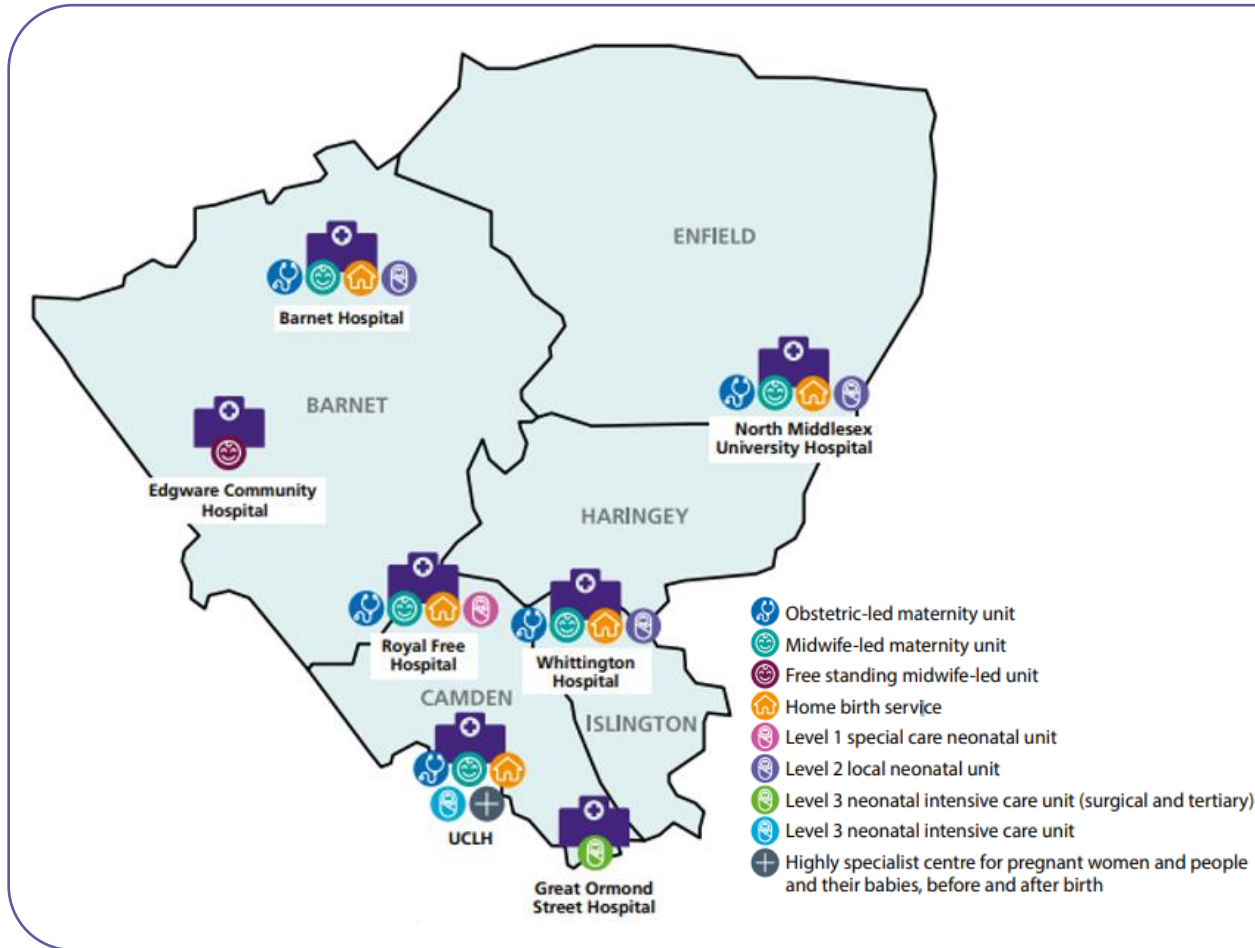 ENFIELD
Barnet Hospital
BARNET
North Middlesex
University Hospital
Edgware Community
Hospital
HARINGEY
Royal Free
Hospital
Whittington
Hospital
CAMDEN
ISLINGTON
UCLH
Great Ormond
Street Hospital
Obstetric-led maternity unit
Midwife-led maternity unit
Free standing midwife-led unit
Home birth service
Level 1 special care neonatal unit
Level 2 local neonatal unit
Level 3 neonatal intensive care unit (surgical and tertiary)
Level 3 neonatal intensive care unit
Highly specialist centre for pregnant women and people
and their babies, before and after birth